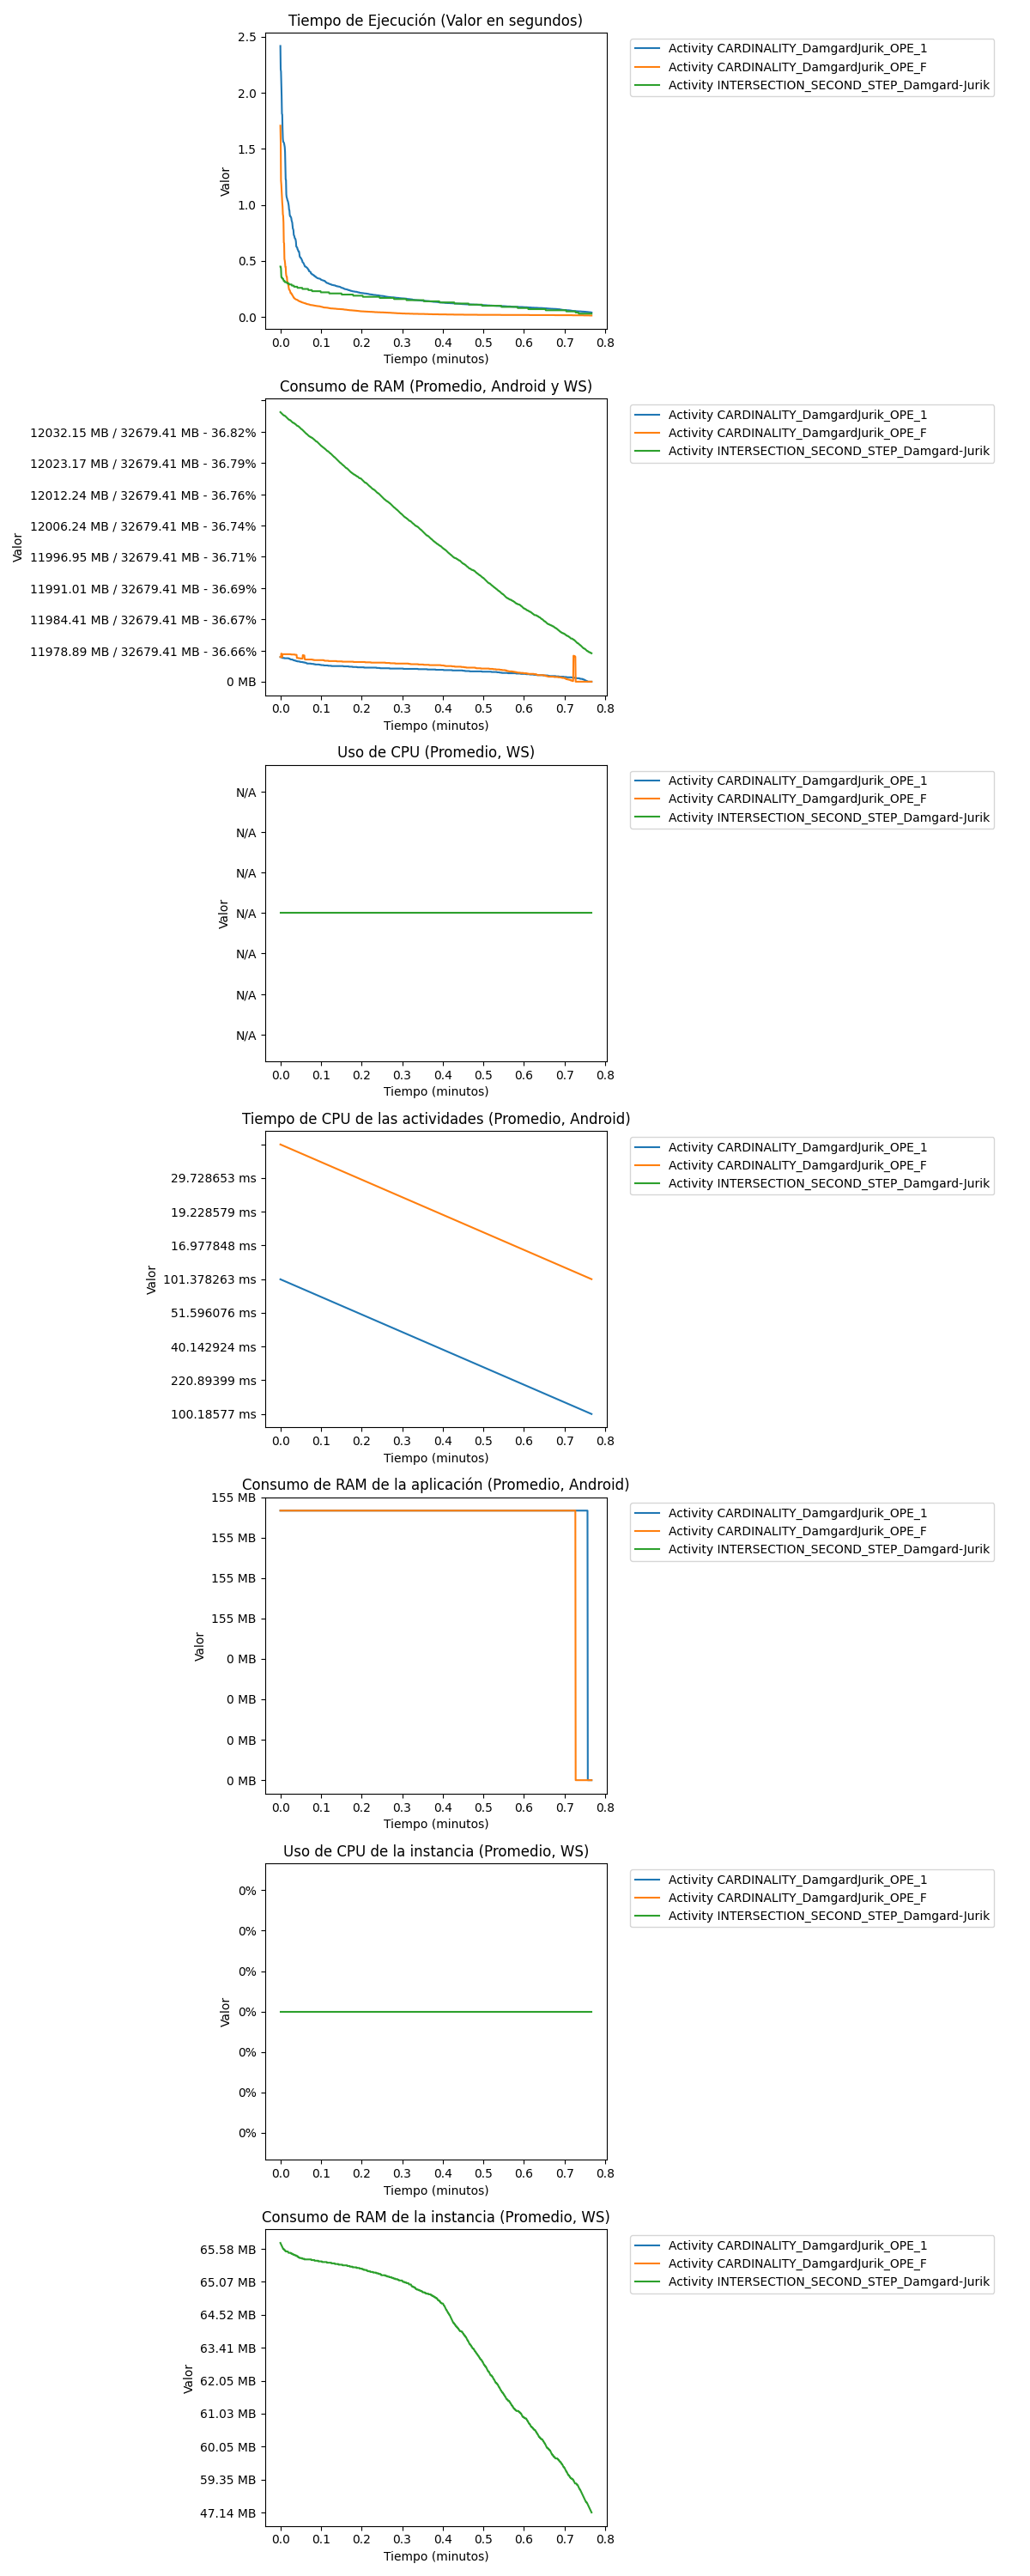 Tiempo de Ejecución (Valor en segundos)
2.5
2.0
1.5
1.0
0.5
0.0
Valor
0.0 0.1 0.2 0.3 0.4 0.5 0.6 0.7 0.8
Tiempo (minutos)
Activity CARDINALITY_DamgardJurik_OPE_1
Activity CARDINALITY_DamgardJurik_OPE_F
Activity INTERSECTION_SECOND_STEP_Damgard-Jurik
Consumo de RAM (Promedio, Android y WS)
12032.15 MB / 32679.41 MB - 36.82%
12023.17 MB / 32679.41 MB - 36.79%
12012.24 MB / 32679.41 MB - 36.76%
12006.24 MB / 32679.41 MB - 36.74%
11996.95 MB / 32679.41 MB - 36.71%
11991.01 MB / 32679.41 MB - 36.69%
11984.41 MB / 32679.41 MB - 36.67%
11978.89 MB / 32679.41 MB - 36.66%
0 MB
Valor
0.0 0.1 0.2 0.3 0.4 0.5 0.6 0.7 0.8
Tiempo (minutos)
Activity CARDINALITY_DamgardJurik_OPE_1
Activity CARDINALITY_DamgardJurik_OPE_F
Activity INTERSECTION_SECOND_STEP_Damgard-Jurik
Uso de CPU (Promedio, WS)
N/A
N/A
N/A
N/A
N/A
N/A
N/A
Valor
0.0 0.1 0.2 0.3 0.4 0.5 0.6 0.7 0.8
Tiempo (minutos)
Activity CARDINALITY_DamgardJurik_OPE_1
Activity CARDINALITY_DamgardJurik_OPE_F
Activity INTERSECTION_SECOND_STEP_Damgard-Jurik
Tiempo de CPU de las actividades (Promedio, Android)
29.728653 ms
19.228579 ms
16.977848 ms
101.378263 ms
51.596076 ms
40.142924 ms
220.89399 ms
100.18577 ms
Valor
0.0 0.1 0.2 0.3 0.4 0.5 0.6 0.7 0.8
Tiempo (minutos)
Activity CARDINALITY_DamgardJurik_OPE_1
Activity CARDINALITY_DamgardJurik_OPE_F
Activity INTERSECTION_SECOND_STEP_Damgard-Jurik
Consumo de RAM de la aplicación (Promedio, Android)
155 MB
155 MB
155 MB
155 MB
0 MB
0 MB
0 MB
0 MB
Valor
0.0 0.1 0.2 0.3 0.4 0.5 0.6 0.7 0.8
Tiempo (minutos)
Activity CARDINALITY_DamgardJurik_OPE_1
Activity CARDINALITY_DamgardJurik_OPE_F
Activity INTERSECTION_SECOND_STEP_Damgard-Jurik
Uso de CPU de la instancia (Promedio, WS)
0%
0%
0%
0%
0%
0%
0%
Valor
0.0 0.1 0.2 0.3 0.4 0.5 0.6 0.7 0.8
Tiempo (minutos)
Activity CARDINALITY_DamgardJurik_OPE_1
Activity CARDINALITY_DamgardJurik_OPE_F
Activity INTERSECTION_SECOND_STEP_Damgard-Jurik
Consumo de RAM de la instancia (Promedio, WS)
65.58 MB
65.07 MB
64.52 MB
63.41 MB
62.05 MB
61.03 MB
60.05 MB
59.35 MB
47.14 MB
Valor
0.0 0.1 0.2 0.3 0.4 0.5 0.6 0.7 0.8
Tiempo (minutos)
Activity CARDINALITY_DamgardJurik_OPE_1
Activity CARDINALITY_DamgardJurik_OPE_F
Activity INTERSECTION_SECOND_STEP_Damgard-Jurik